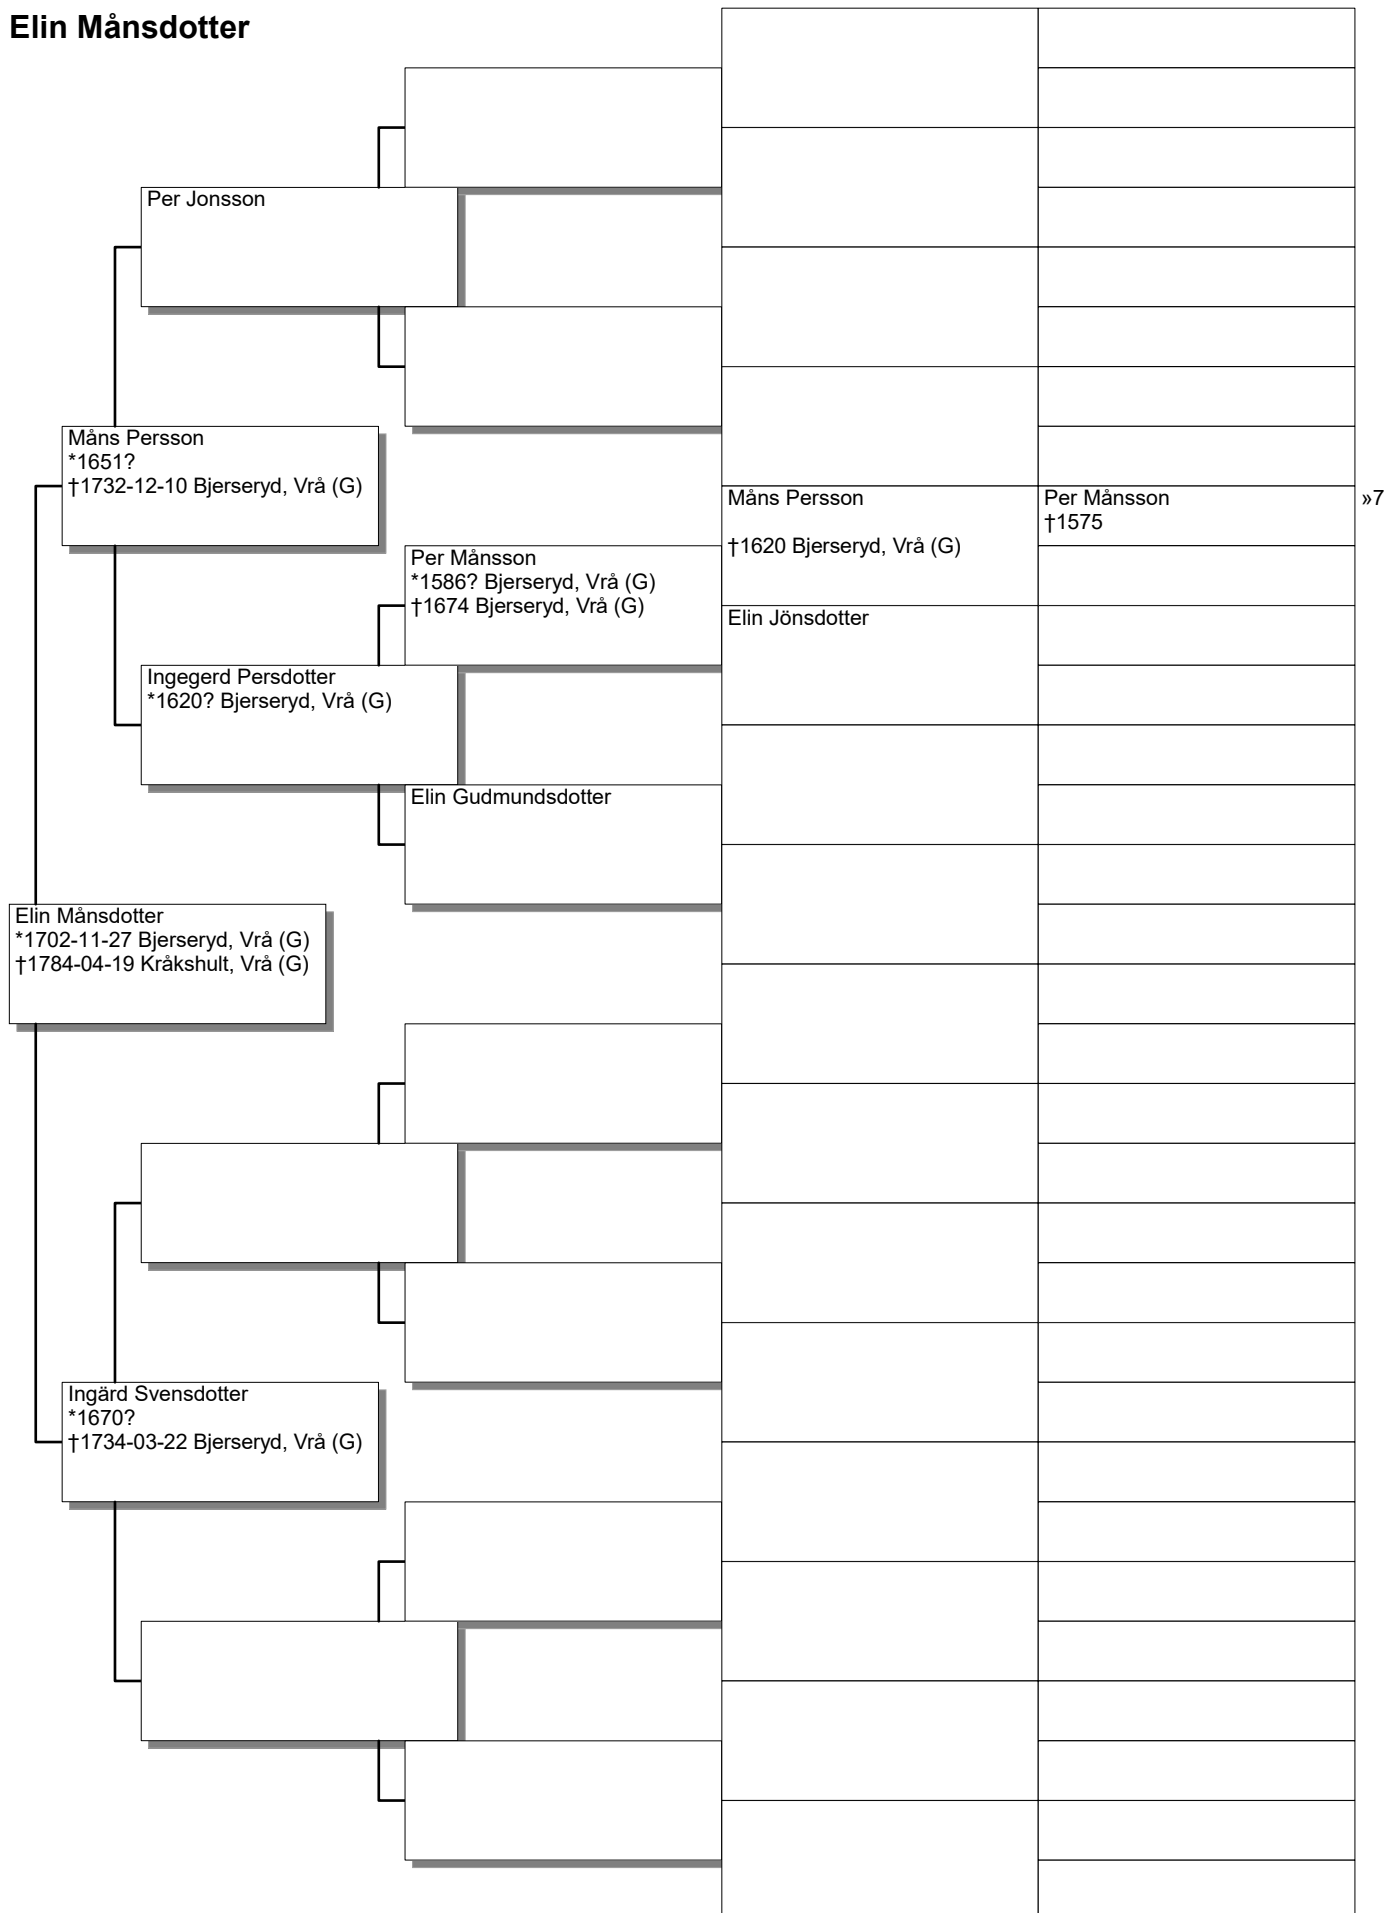 Elin Månsdotter
Per Jonsson
Måns Persson
*1651?
†1732-12-10 Bjerseryd, Vrå (G)
Måns Persson
†1620 Bjerseryd, Vrå (G)
Per Månsson
†1575
»7
Per Månsson
*1586? Bjerseryd, Vrå (G)
†1674 Bjerseryd, Vrå (G)
Elin Jönsdotter
Ingegerd Persdotter
*1620? Bjerseryd, Vrå (G)
Elin Gudmundsdotter
Elin Månsdotter
*1702-11-27 Bjerseryd, Vrå (G)
†1784-04-19 Kråkshult, Vrå (G)
Ingärd Svensdotter
*1670?
†1734-03-22 Bjerseryd, Vrå (G)